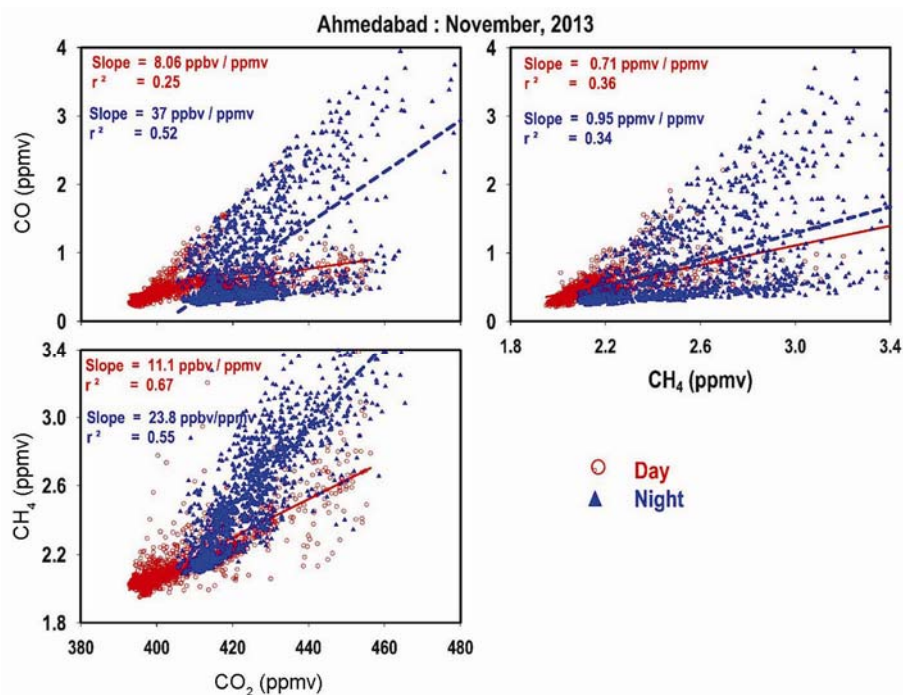 Ahmedabad : November, 2013
Slope = 8.06 ppbv / ppmv
r² = 0.25
Slope = 37 ppbv / ppmv
r² = 0.52
CO (ppmv)
4
3
2
1
0
Slope = 0.71 ppmv / ppmv
r² = 0.36
Slope = 0.95 ppmv / ppmv
r² = 0.34
4
3
2
1
0
1.8 2.2 2.6 3.0 3.4
CH₄ (ppmv)
Slope = 11.1 ppbv / ppmv
r² = 0.67
Slope = 23.8 ppbv/ppmv
r² = 0.55
CH₄ (ppmv)
3.4
3.0
2.6
2.2
1.8
380 400 420 440 460 480
CO₂ (ppmv)
Day
Night